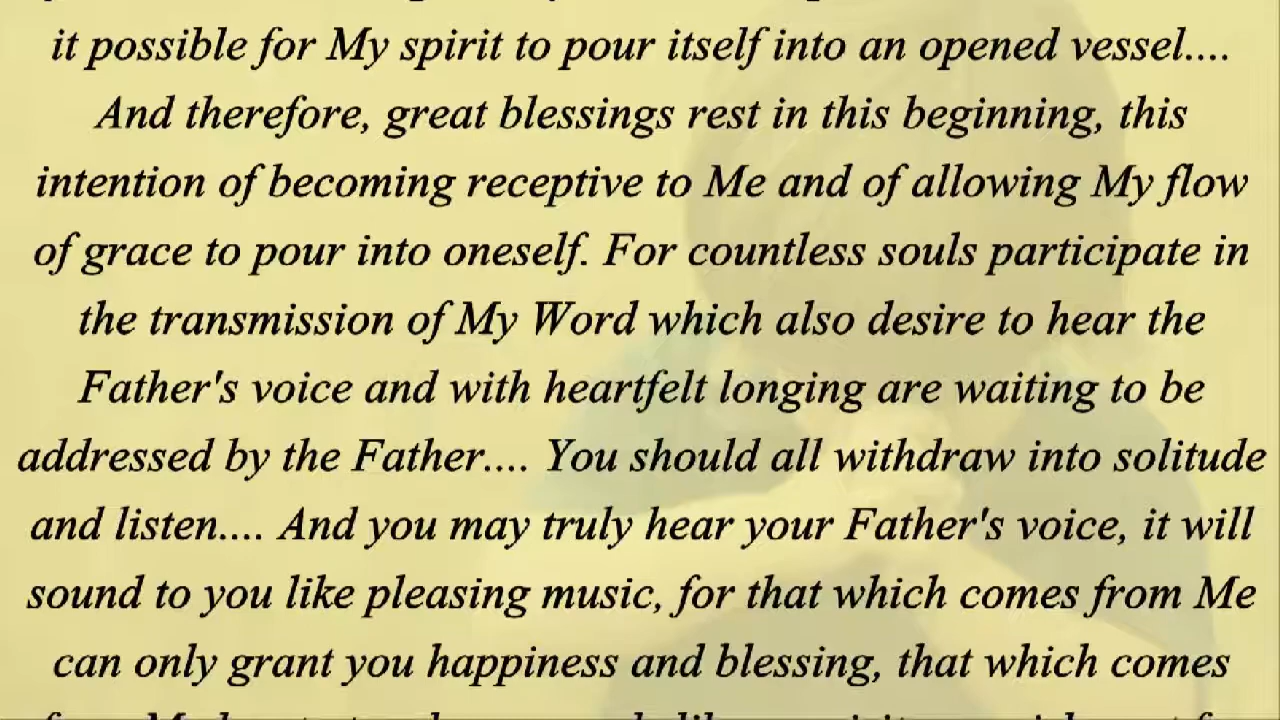 it possible for My spirit to pour itself into an opened vessel....
And therefore, great blessings rest in this beginning, this
intention of becoming receptive to Me and of allowing My flow
of grace to pour into oneself. For countless souls participate in
the transmission of My Word which also desire to hear the
Father's voice and with heartfelt longing are waiting to be
addressed by the Father.... You should all withdraw into solitude
and listen.... And you may truly hear your Father's voice, it will
sound to you like pleasing music, for that which comes from Me
can only grant you happiness and blessing, that which comes